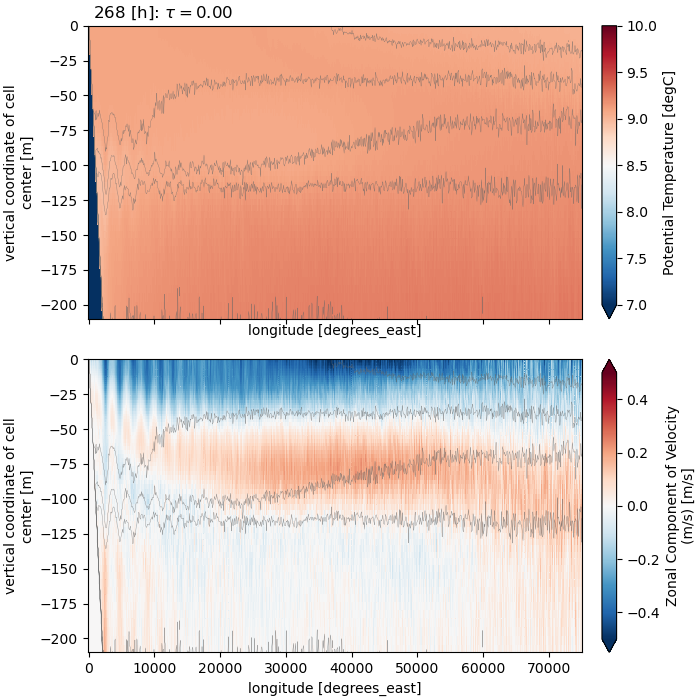 268 [h]: τ = 0.00
0
−25
−50
−75
−100
−125
−150
−175
−200
vertical coordinate of cell
center [m]
longitude [degrees_east]
10.0
9.5
9.0
8.5
8.0
7.5
7.0
Potential Temperature [degC]
0
−25
−50
−75
−100
−125
−150
−175
−200
vertical coordinate of cell
center [m]
0 10000 20000 30000 40000 50000 60000 70000
longitude [degrees_east]
0.4
0.2
0.0
−0.2
−0.4
Zonal Component of Velocity
(m/s) [m/s]